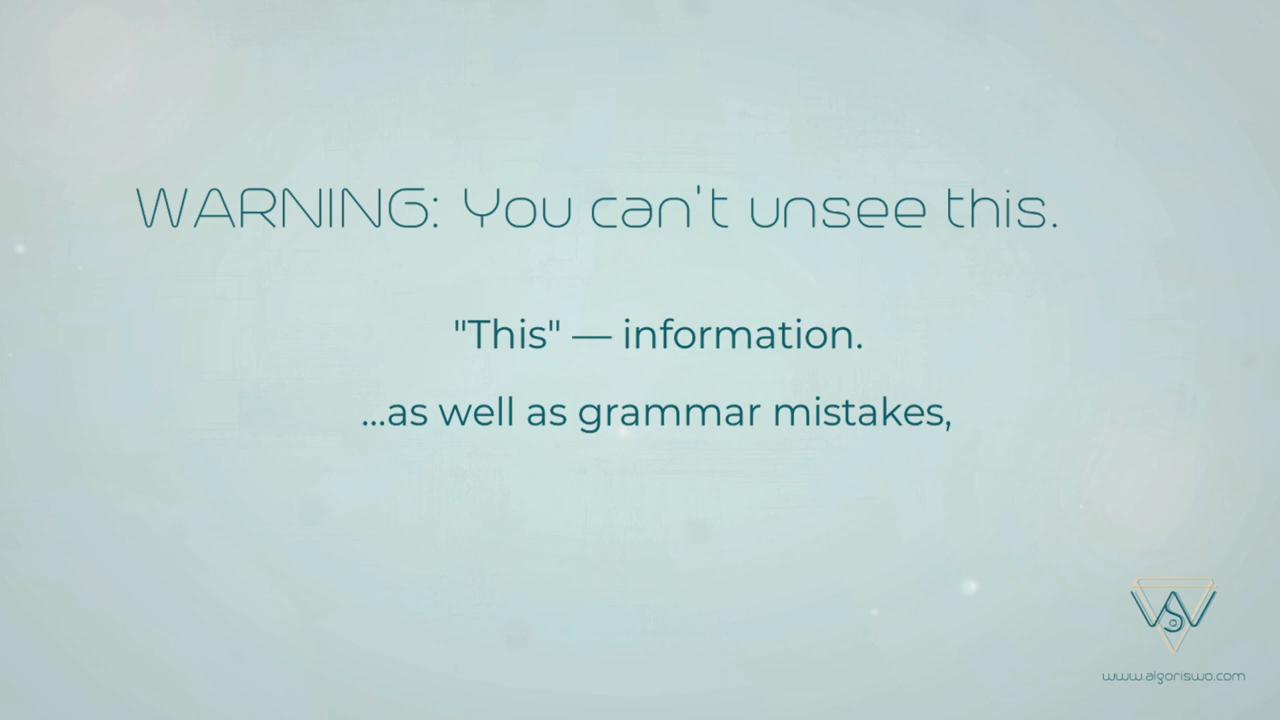 WARNING: You can't unsee this.
"This" — information.
...as well as grammar mistakes,
www.algoriswo.com